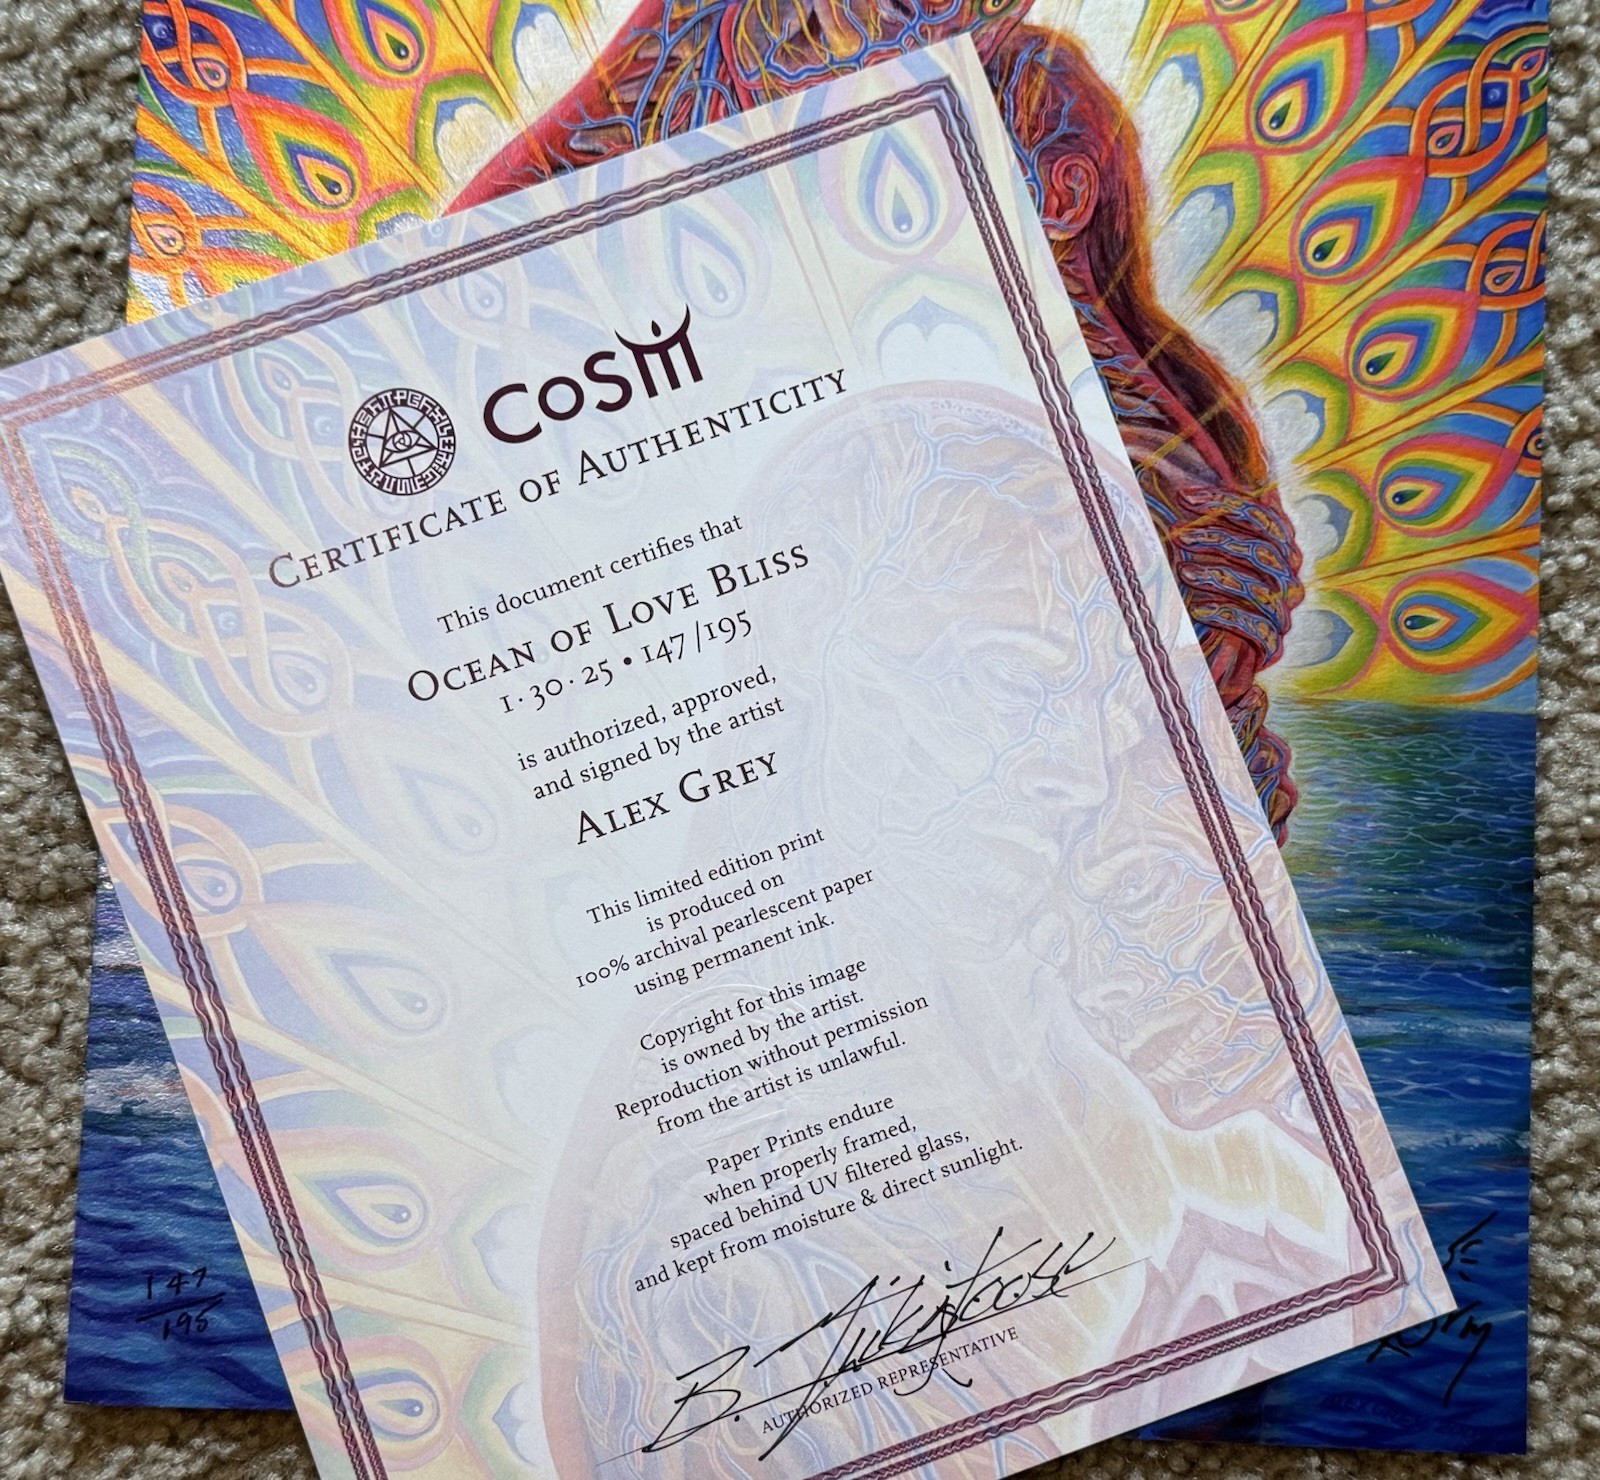 CoSM
Certificate of Authenticity
This document certifies that
Ocean of Love Bliss
1 · 30 · 25 • 147 / 195
is authorized, approved,
and signed by the artist
Alex Grey
This limited edition print
is produced on
100% archival pearlescent paper
using permanent ink.
Copyright for this image
is owned by the artist.
Reproduction without permission
from the artist is unlawful.
Paper Prints endure
when properly framed,
spaced behind UV filtered glass,
and kept from moisture & direct sunlight.
B.
AUTHORIZED REPRESENTATIVE
147
195